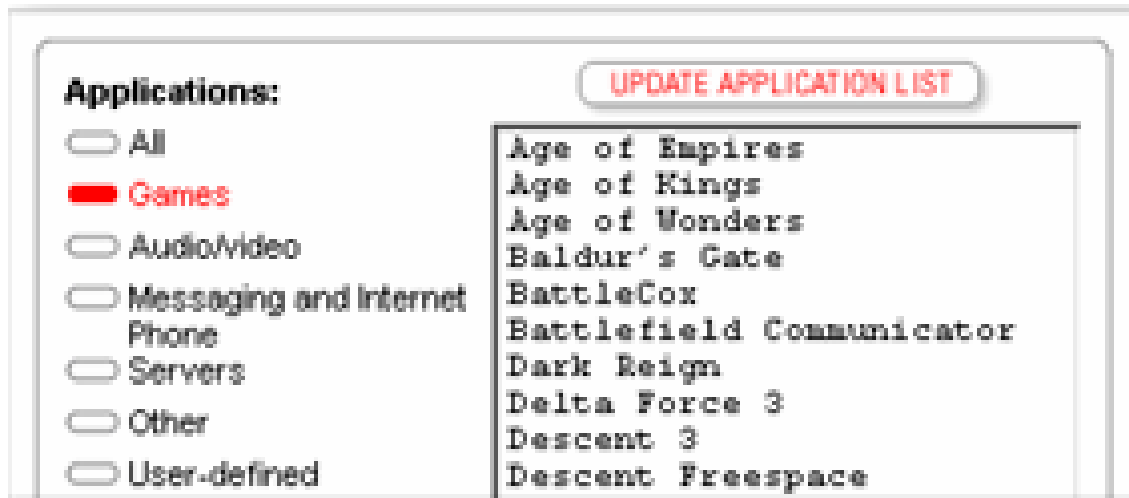 Applications:
All
Games
Audio/video
Messaging and Internet
Phone
Servers
Other
User-defined
UPDATE APPLICATION LIST
Age of Empires
Age of Kings
Age of Wonders
Baldur's Gate
BattleCox
Battlefield Communicator
Dark Reign
Delta Force 3
Descent 3
Descent Freespace